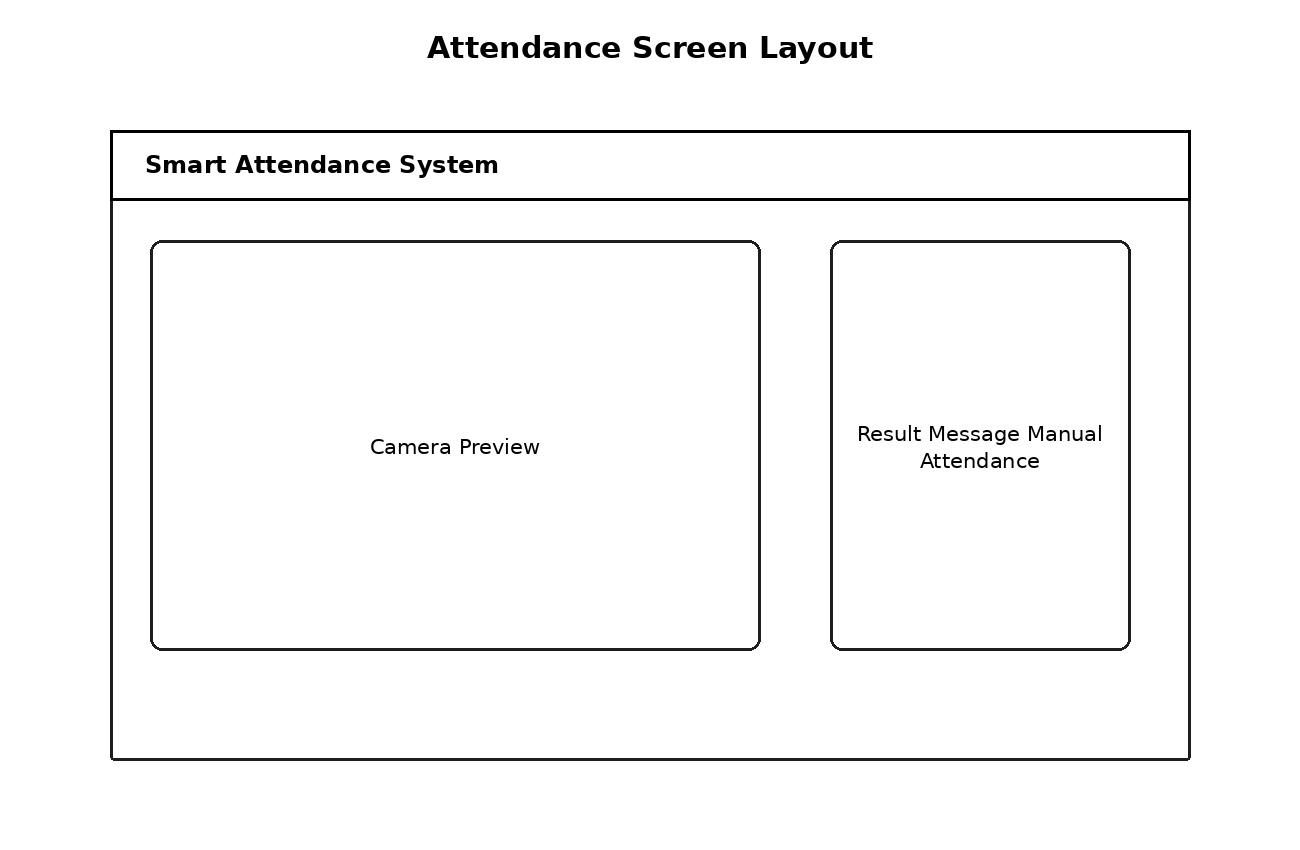 Attendance Screen Layout
Smart Attendance System
Camera Preview
Result Message Manual
Attendance